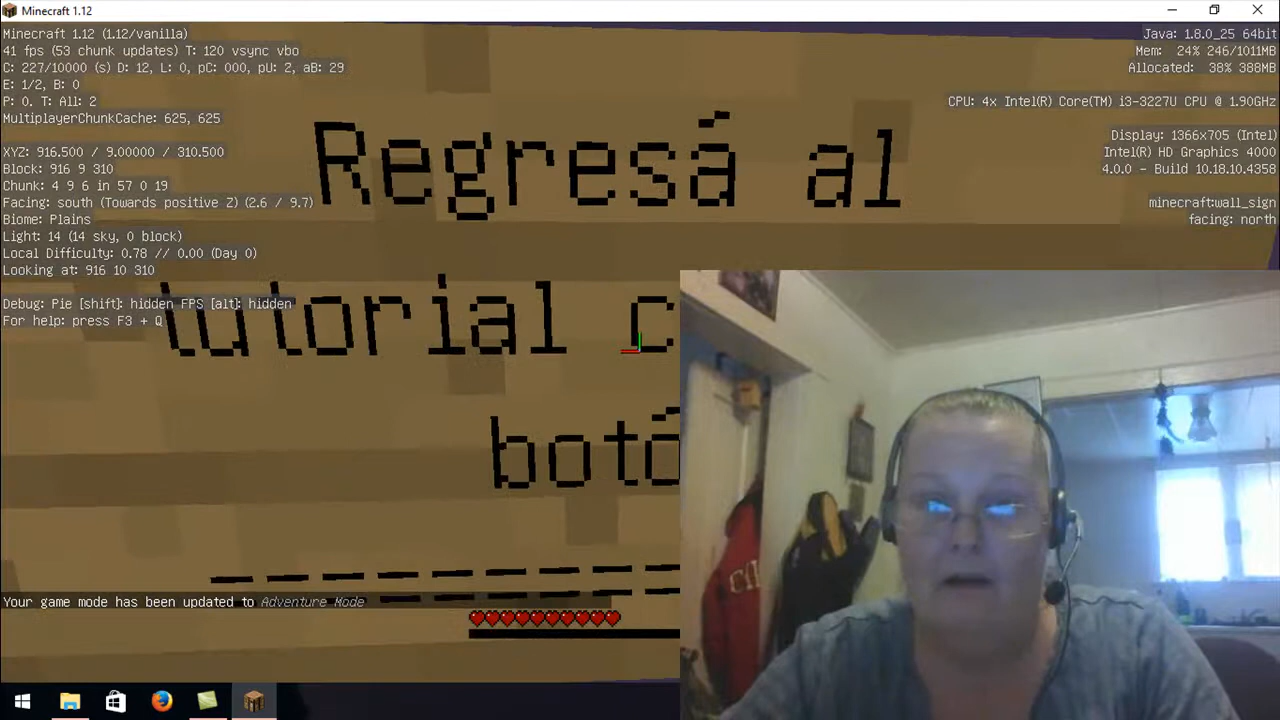 Minecraft 1.12
Minecraft 1.12 (1.12/vanilla)
41 fps (53 chunk updates) T: 120 vsync vbo
C: 227/10000 (s) D: 12, L: 0, pC: 000, pU: 2, aB: 29
E: 1/2, B: 0
P: 0. T: All: 2
MultiplayerChunkCache: 625, 625
XYZ: 916.500 / 9.00000 / 310.500
Block: 916 9 310
Chunk: 4 9 6 in 57 0 19
Facing: south (Towards positive Z) (2.6 / 9.7)
Biome: Plains
Light: 14 (14 sky, 0 block)
Local Difficulty: 0.78 // 0.00 (Day 0)
Looking at: 916 10 310
Debug: Pie [shift]: hidden FPS [alt]: hidden
For help: press F3 + Q
Java: 1.8.0_25 64bit
Mem: 24% 246/1011MB
Allocated: 38% 388MB
CPU: 4x Intel(R) Core(TM) i3-3227U CPU @ 1.90GHz
Display: 1366x705 (Intel)
Intel(R) HD Graphics 4000
4.0.0 - Build 10.18.10.4358
minecraft:wall_sign
facing: north
Regresá al
tutorial c
botó
Your game mode has been updated to Adventure Mode